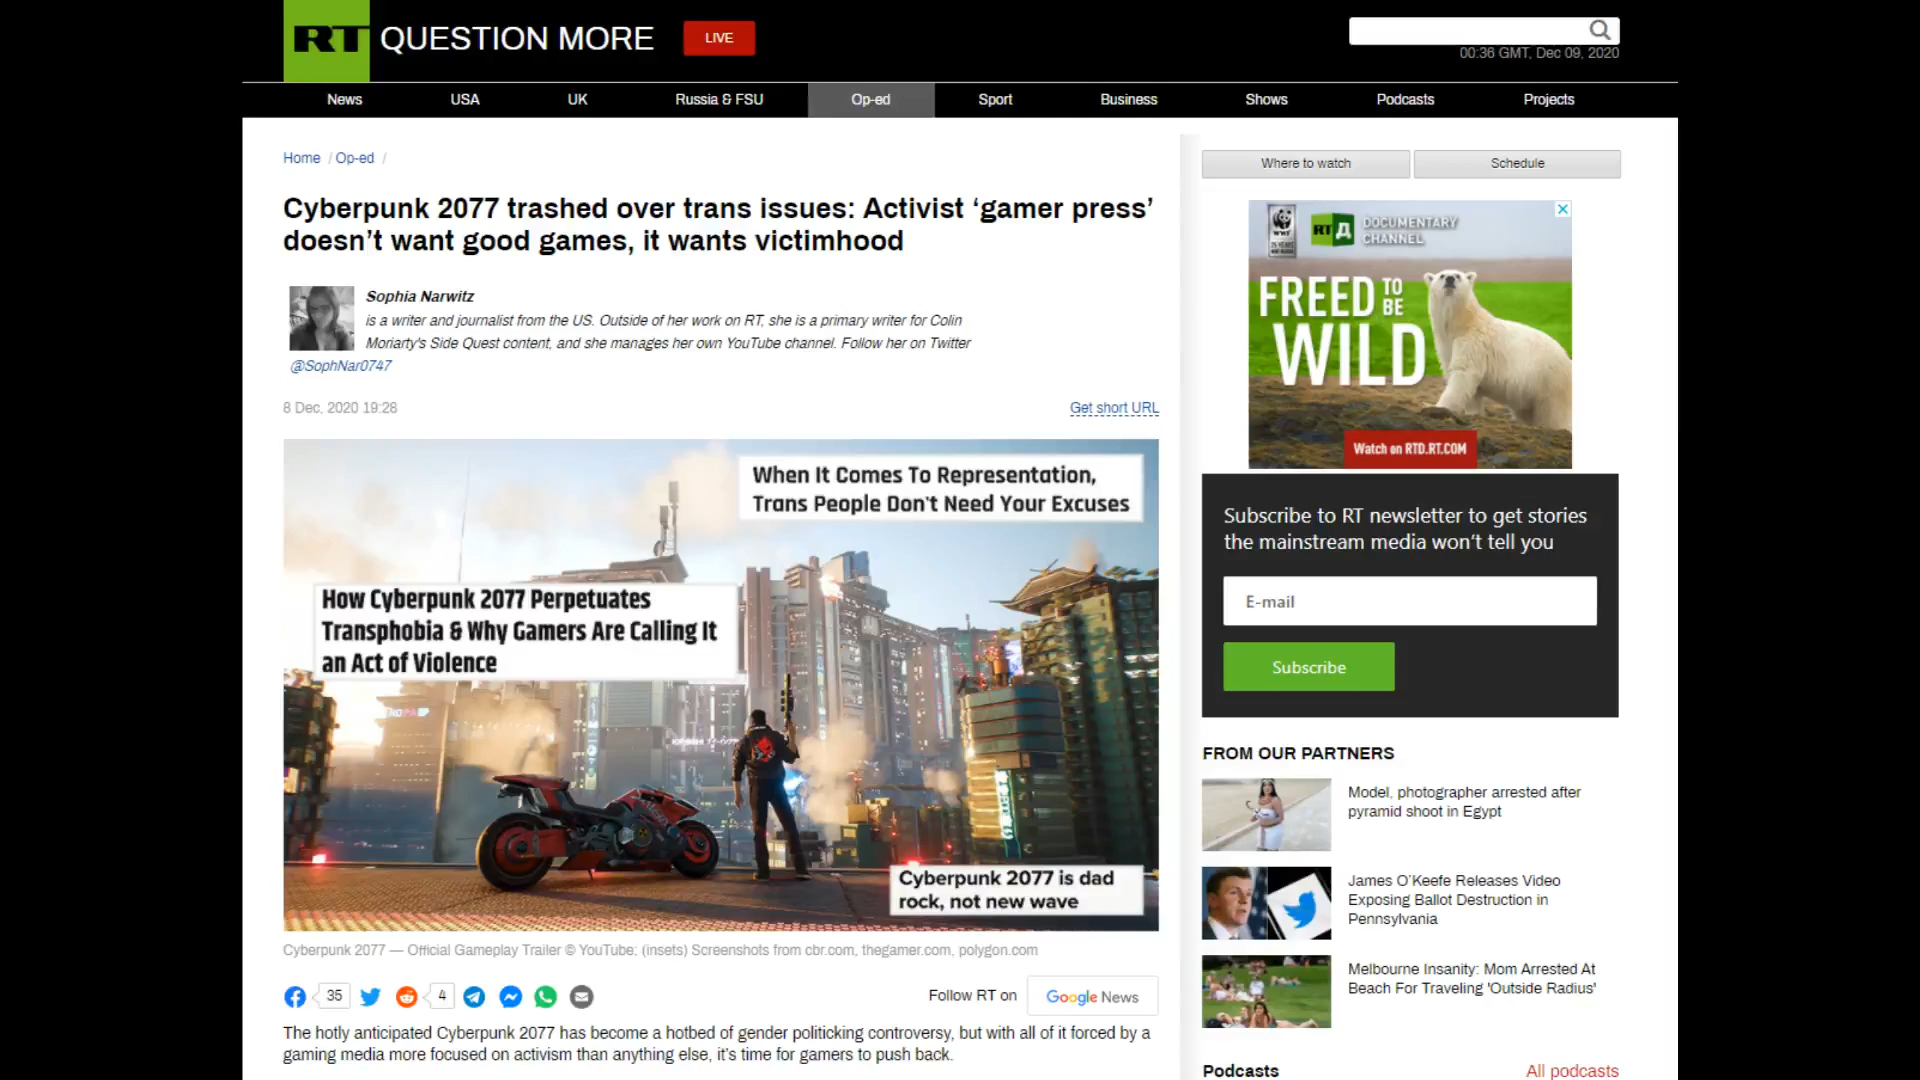 RT QUESTION MORE
LIVE
00:36 GMT, Dec 09, 2020
News
USA
UK
Russia & FSU
Op-ed
Sport
Business
Shows
Podcasts
Projects
Home / Op-ed /
Cyberpunk 2077 trashed over trans issues: Activist ‘gamer press’
doesn’t want good games, it wants victimhood
Sophia Narwitz
is a writer and journalist from the US. Outside of her work on RT, she is a primary writer for Colin
Moriarty's Side Quest content, and she manages her own YouTube channel. Follow her on Twitter
@SophNar0747
8 Dec, 2020 19:28
Get short URL
When It Comes To Representation,
Trans People Don't Need Your Excuses
How Cyberpunk 2077 Perpetuates
Transphobia & Why Gamers Are Calling It
an Act of Violence
Cyberpunk 2077 is dad
rock, not new wave
Cyberpunk 2077 — Official Gameplay Trailer © YouTube: (insets) Screenshots from cbr.com, thegamer.com, polygon.com
35
4
Follow RT on
Google News
The hotly anticipated Cyberpunk 2077 has become a hotbed of gender politicking controversy, but with all of it forced by a
gaming media more focused on activism than anything else, it's time for gamers to push back.
Where to watch
Schedule
WWF
RTД DOCUMENTARY
CHANNEL
FREED TO
BE
WILD
Watch on RTD.RT.COM
Subscribe to RT newsletter to get stories
the mainstream media won’t tell you
E-mail
Subscribe
FROM OUR PARTNERS
Model, photographer arrested after
pyramid shoot in Egypt
James O’Keefe Releases Video
Exposing Ballot Destruction in
Pennsylvania
Melbourne Insanity: Mom Arrested At
Beach For Traveling 'Outside Radius'
Podcasts
All podcasts